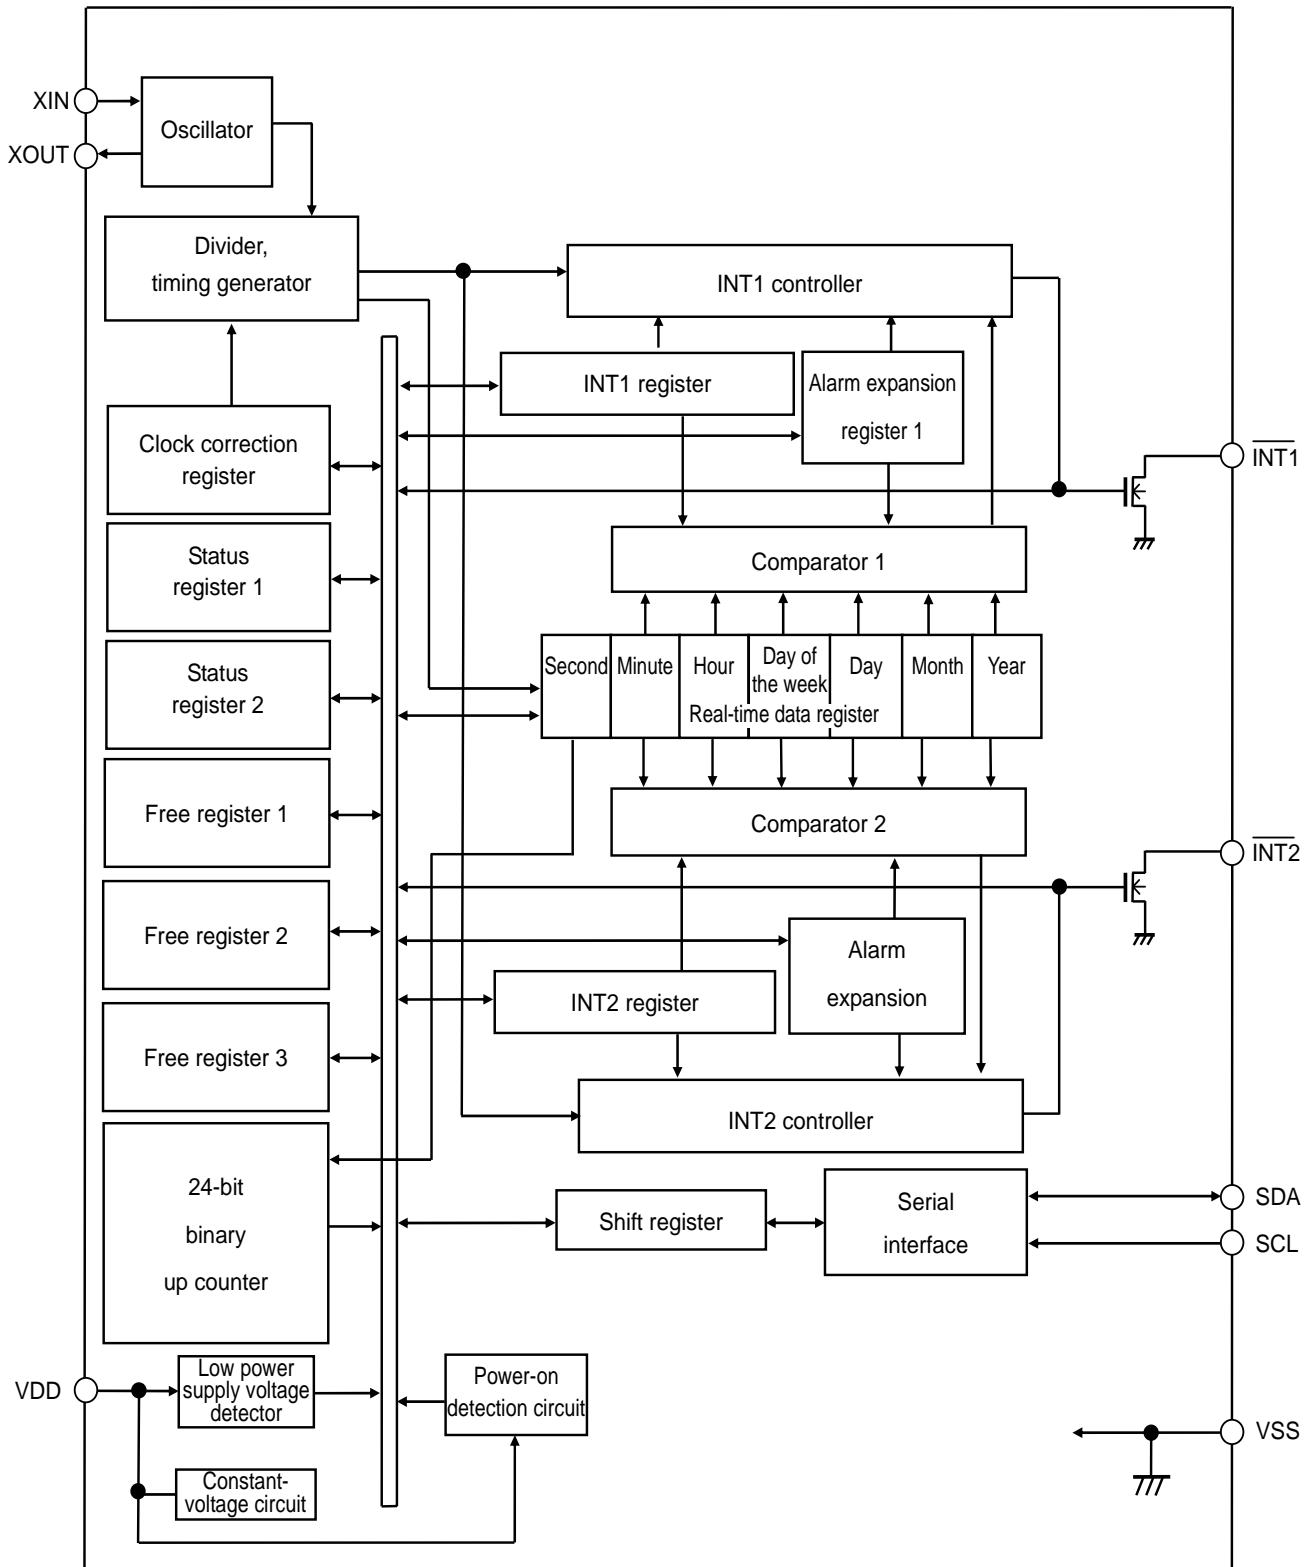 XIN
XOUT
Oscillator
Divider,
timing generator
INT1 controller
INT1 register
Alarm expansion
register 1
Clock correction
register
INT1
Status
register 1
Comparator 1
Second
Minute
Hour
Day of
the week
Day
Month
Year
Real-time data register
Status
register 2
Free register 1
Comparator 2
INT2
Free register 2
Alarm
expansion
INT2 register
Free register 3
INT2 controller
24-bit
binary
up counter
Shift register
Serial
interface
SDA
SCL
VDD
Low power
supply voltage
detector
Power-on
detection circuit
VSS
Constant-
voltage circuit